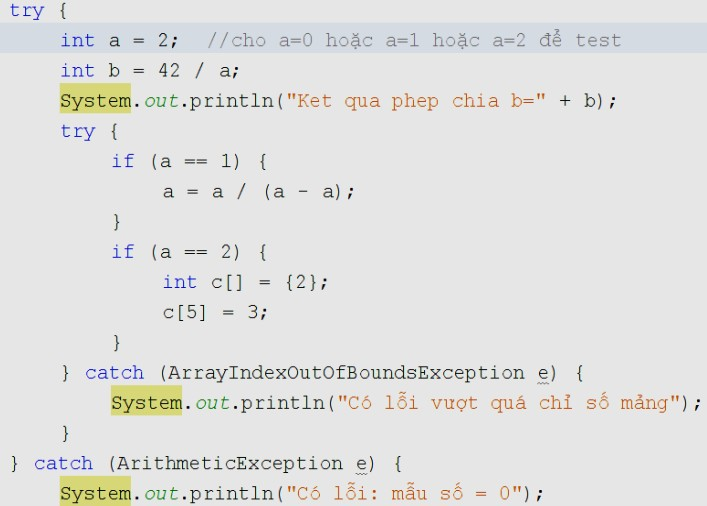 try {
int a = 2;  //cho a=0 hoặc a=1 hoặc a=2 để test
int b = 42 / a;
System.out.println("Ket qua phep chia b=" + b);
try {
if (a == 1) {
a = a / (a - a);
}
if (a == 2) {
int c[] = {2};
c[5] = 3;
}
} catch (ArrayIndexOutOfBoundsException e) {
System.out.println("Có lỗi vượt quá chỉ số mảng");
}
} catch (ArithmeticException e) {
System.out.println("Có lỗi: mẫu số = 0");